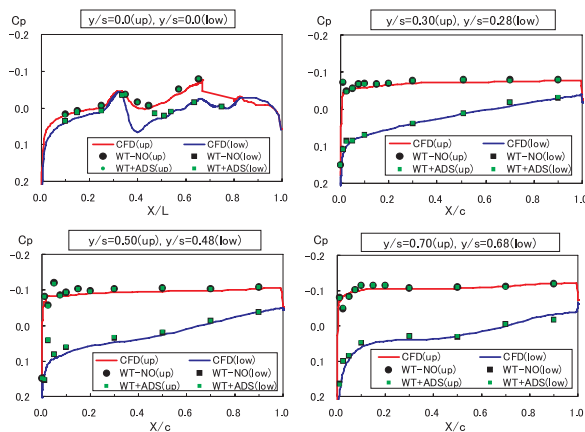 Cp y/s=0.0(up), y/s=0.0(low)
-0.2
-0.1
0.0
0.1
0.2
CFD(up) CFD(low)
WT-NO(up) WT-NO(low)
WT+ADS(up) WT+ADS(low)
0.0 0.2 0.4 0.6 0.8 1.0
X/L
Cp y/s=0.30(up), y/s=0.28(low)
-0.2
-0.1
0.0
0.1
0.2
CFD(up) CFD(low)
WT-NO(up) WT-NO(low)
WT+ADS(up) WT+ADS(low)
0.0 0.2 0.4 0.6 0.8 1.0
X/c
Cp y/s=0.50(up), y/s=0.48(low)
-0.2
-0.1
0.0
0.1
0.2
CFD(up) CFD(low)
WT-NO(up) WT-NO(low)
WT+ADS(up) WT+ADS(low)
0.0 0.2 0.4 0.6 0.8 1.0
X/c
Cp y/s=0.70(up), y/s=0.68(low)
-0.2
-0.1
0.0
0.1
0.2
CFD(up) CFD(low)
WT-NO(up) WT-NO(low)
WT+ADS(up) WT+ADS(low)
0.0 0.2 0.4 0.6 0.8 1.0
X/c